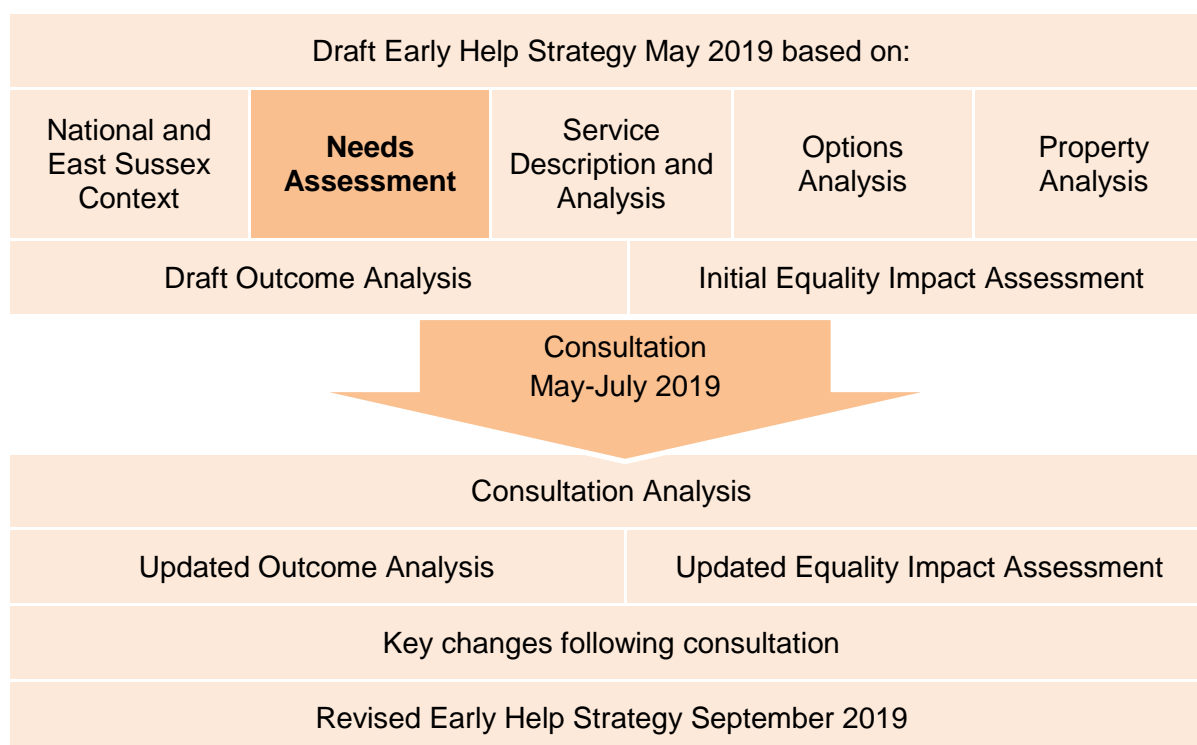 Draft Early Help Strategy May 2019 based on:
National and
East Sussex
Context
Needs
Assessment
Service
Description and
Analysis
Options
Analysis
Property
Analysis
Draft Outcome Analysis
Initial Equality Impact Assessment
Consultation
May-July 2019
Consultation Analysis
Updated Outcome Analysis
Updated Equality Impact Assessment
Key changes following consultation
Revised Early Help Strategy September 2019